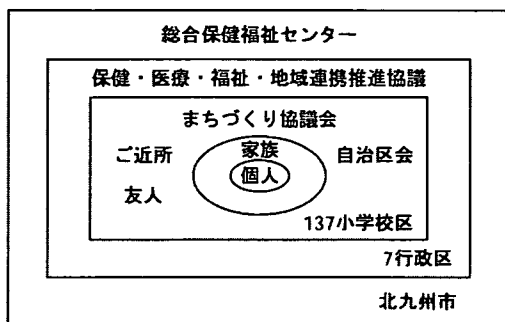 総合保健福祉センター
保健・医療・福祉・地域連携推進協議
まちづくり協議会
ご近所
家族
自治区会
個人
友人
137小学校区
7行政区
北九州市